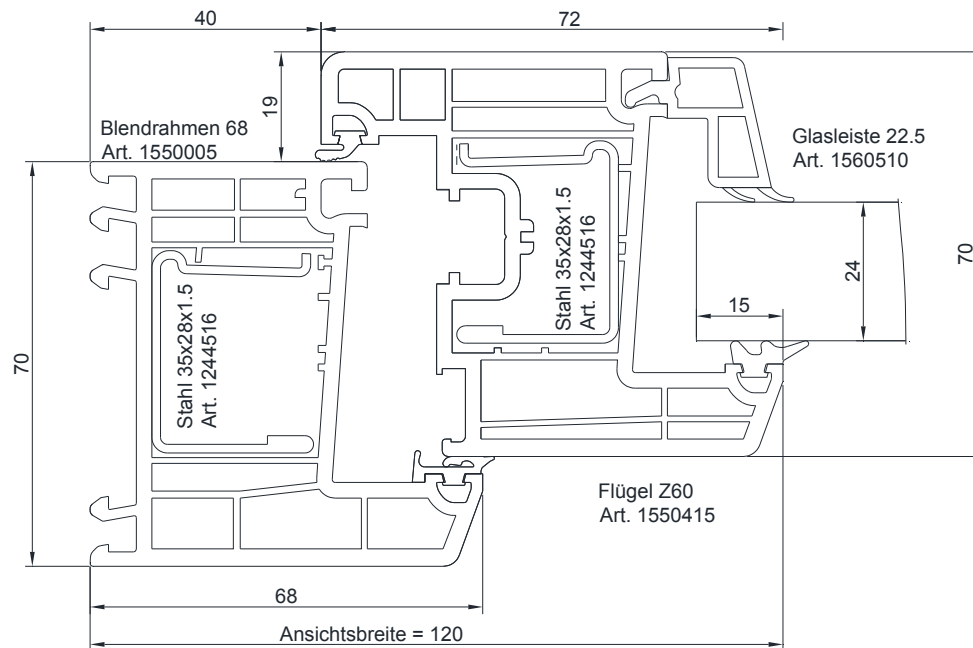 40
72
19
Blendrahmen 68
Art. 1550005
Glasleiste 22.5
Art. 1560510
Stahl 35x28x1.5
Art. 1244516
Stahl 35x28x1.5
Art. 1244516
70
70
24
15
Flügel Z60
Art. 1550415
68
Ansichtsbreite = 120